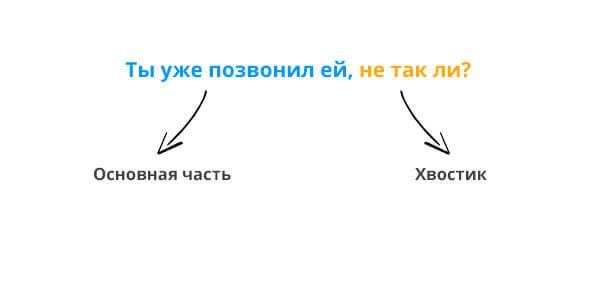 Ты уже позвонил ей, не так ли?
Основная часть
Хвостик